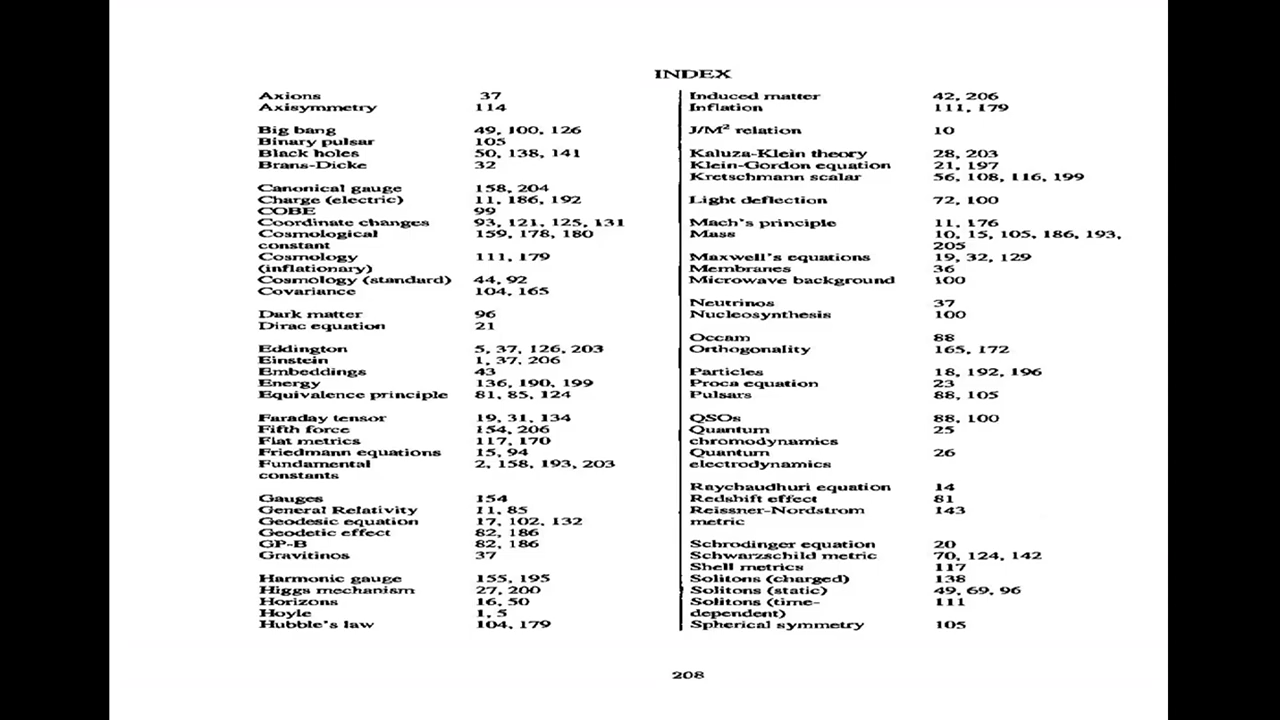 INDEX
Axions 37
Axisymmetry 114
Big bang 49, 100, 126
Binary pulsar 105
Black holes 50, 138, 141
Brans-Dicke 32
Canonical gauge 158, 204
Charge (electric) 11, 186, 192
COBE 99
Coordinate changes 93, 121, 125, 131
Cosmological 159, 178, 180
constant
Cosmology 111, 179
(inflationary)
Cosmology (standard) 44, 92
Covariance 104, 165
Dark matter 96
Dirac equation 21
Eddington 5, 37, 126, 203
Einstein 1, 37, 206
Embeddings 43
Energy 136, 190, 199
Equivalence principle 81, 85, 124
Faraday tensor 19, 31, 134
Fifth force 154, 206
Flat metrics 117, 170
Friedmann equations 15, 94
Fundamental 2, 158, 193, 203
constants
Gauges 154
General Relativity 11, 85
Geodesic equation 17, 102, 132
Geodetic effect 82, 186
GP-B 82, 186
Gravitinos 37
Harmonic gauge 155, 195
Higgs mechanism 27, 200
Horizons 16, 50
Hoyle 1, 5
Hubble's law 104, 179
Induced matter 42, 206
Inflation 111, 179
J/M² relation 10
Kaluza-Klein theory 28, 203
Klein-Gordon equation 21, 197
Kretschmann scalar 56, 108, 116, 199
Light deflection 72, 100
Mach's principle 11, 176
Mass 10, 15, 105, 186, 193,
205
Maxwell's equations 19, 32, 129
Membranes 36
Microwave background 100
Neutrinos 37
Nucleosynthesis 100
Occam 88
Orthogonality 165, 172
Particles 18, 192, 196
Proca equation 23
Pulsars 88, 105
QSOs 88, 100
Quantum 25
chromodynamics
Quantum 26
electrodynamics
Raychaudhuri equation 14
Redshift effect 81
Reissner-Nordstrom 143
metric
Schrodinger equation 20
Schwarzschild metric 70, 124, 142
Shell metrics 117
Solitons (charged) 138
Solitons (static) 49, 69, 96
Solitons (time- 111
dependent)
Spherical symmetry 105
208